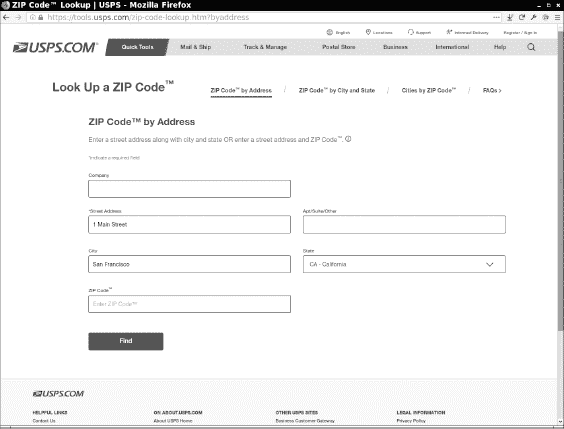 ZIP Code™ Lookup | USPS - Mozilla Firefox
https://tools.usps.com/zip-code-lookup.htm?byaddress
English Locations Support Informed Delivery Register / Sign In
USPS.COM® Quick Tools Mail & Ship Track & Manage Postal Store Business International Help
Look Up a ZIP Code™
ZIP Code™ by Address / ZIP Code™ by City and State / Cities by ZIP Code™ / FAQs >
ZIP Code™ by Address
Enter a street address along with city and state OR enter a street address and ZIP Code™.
*indicates a required field
Company
*Street Address Apt/Suite/Other
1 Main Street
City State
San Francisco CA - California
ZIP Code™
Enter ZIP Code™
Find
USPS.COM
HELPFUL LINKS ON ABOUT.USPS.COM OTHER USPS SITES LEGAL INFORMATION
Contact Us About USPS Home Business Customer Gateway Privacy Policy